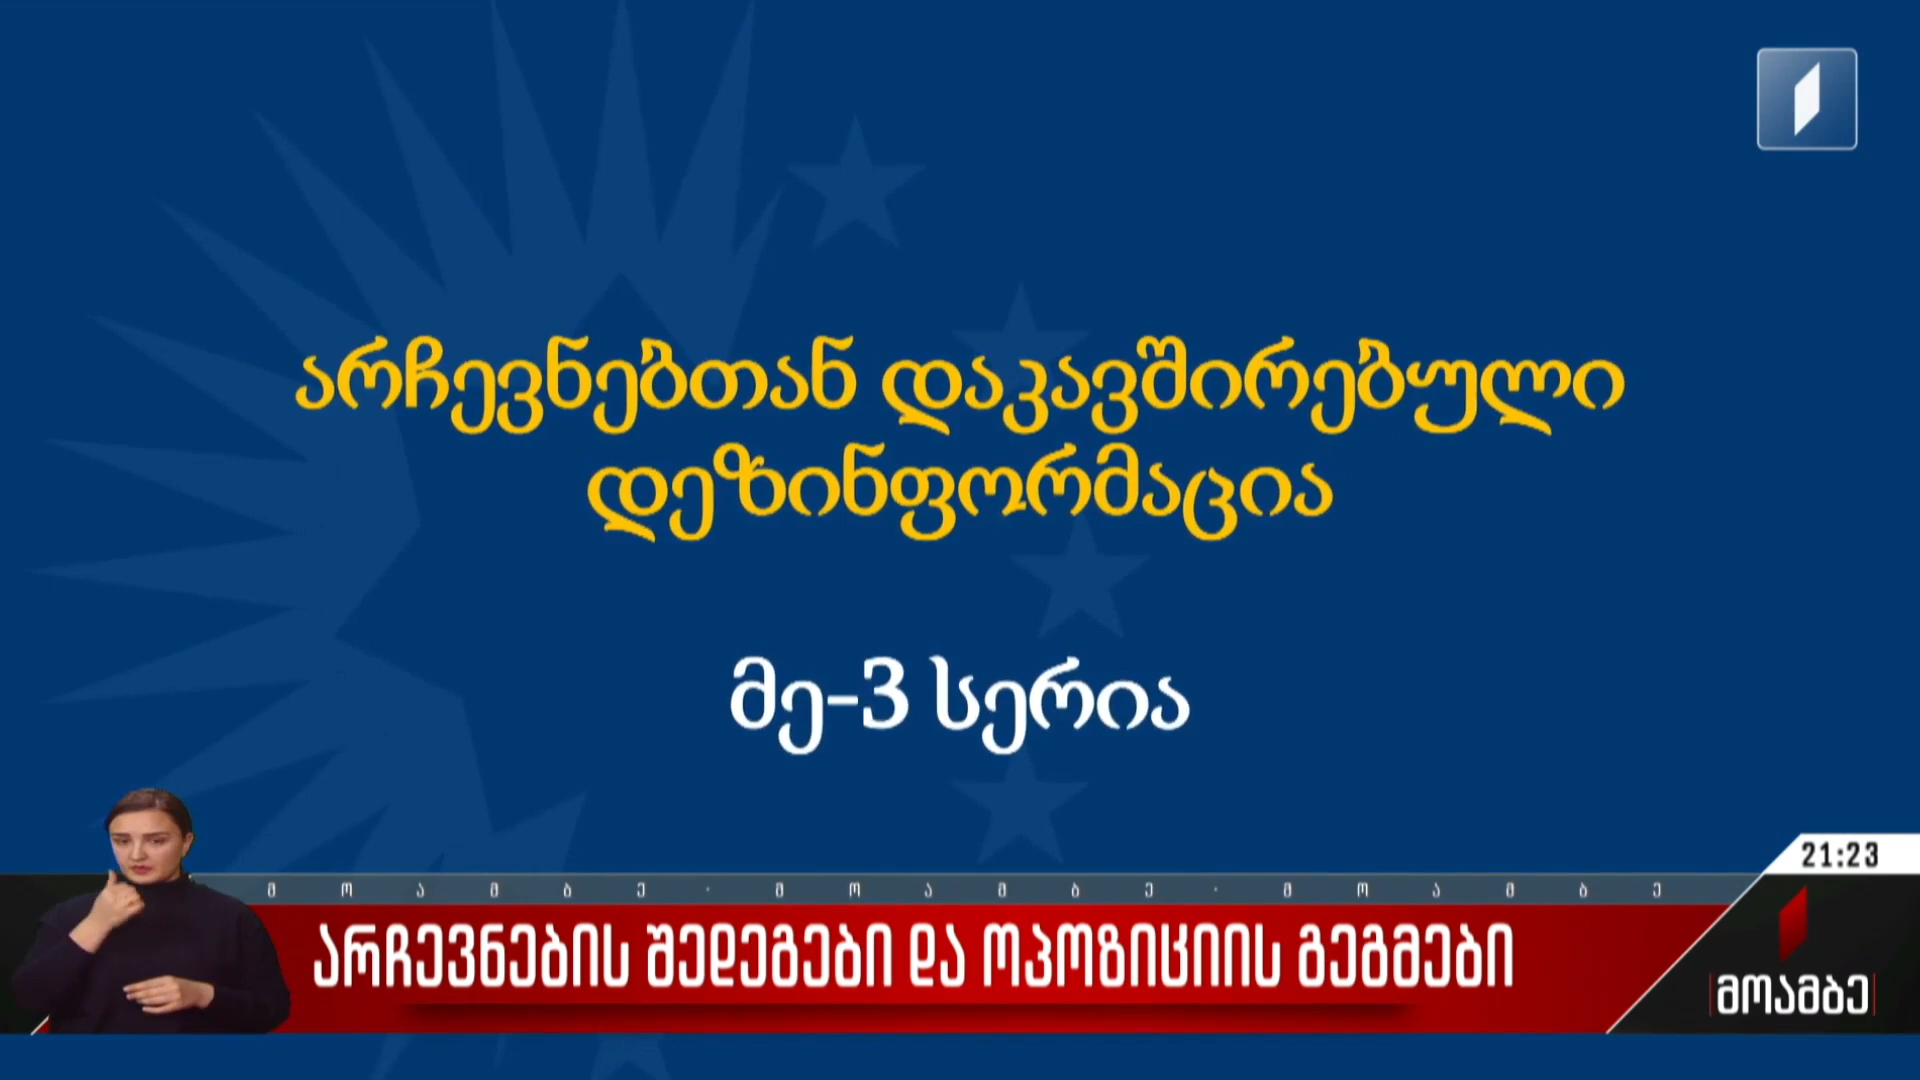 არჩევნებთან დაკავშირებული
დეზინფორმაცია
მე-3 სერია
21:23
მოამბე · მოამბე · მოამბე
არჩევნების შედეგები და ოპოზიციის გეგმები
მოამბე